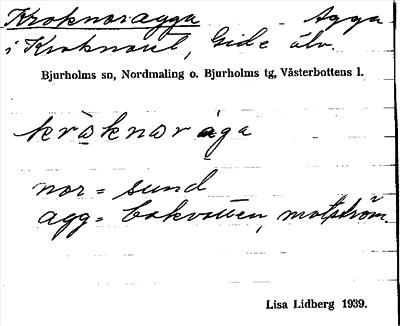 Kroknoragga Agga
i Kroknoret, Gide älv.
Bjurholms sn, Nordmaling o. Bjurholms tg, Västerbottens l.
kråknoraga
nor = sund
agg = bakvatten, motström.
Lisa Lidberg 1939.